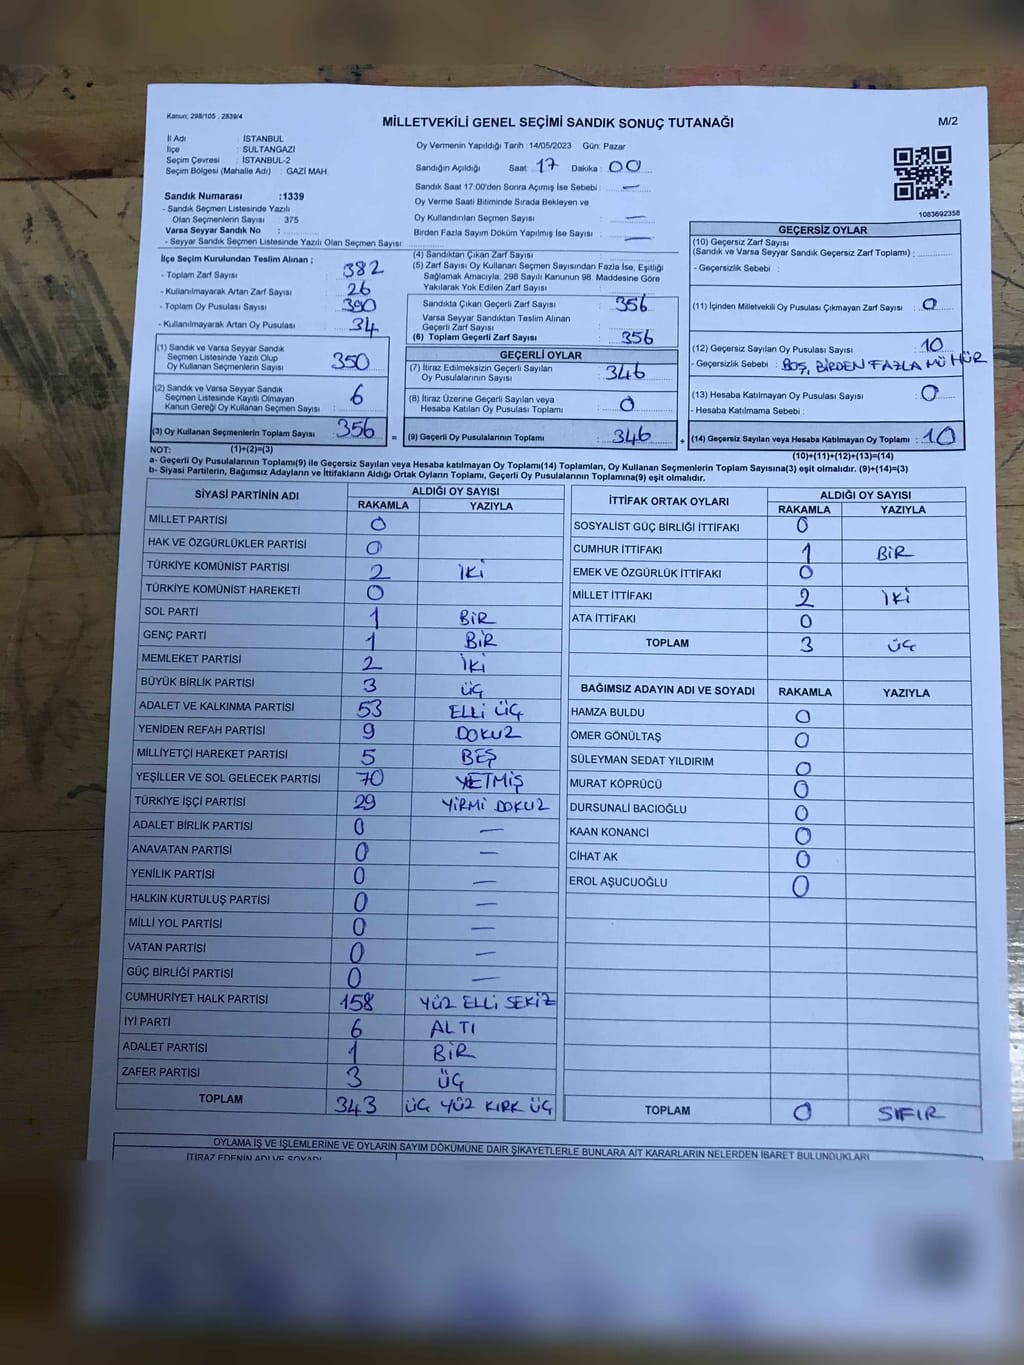 Kanun; 298/105 , 2839/4
MİLLETVEKİLİ GENEL SEÇİMİ SANDIK SONUÇ TUTANAĞI
M/2
İl Adı : İSTANBUL
İlçe : SULTANGAZİ
Seçim Çevresi : İSTANBUL-2
Seçim Bölgesi (Mahalle Adı) : GAZİ MAH.
Sandık Numarası :1339
- Sandık Seçmen Listesinde Yazılı
Olan Seçmenlerin Sayısı : 375
Varsa Seyyar Sandık No :
- Seyyar Sandık Seçmen Listesinde Yazılı Olan Seçmen Sayısı:
Oy Vermenin Yapıldığı Tarih :14/05/2023 Gün: Pazar
Sandığın Açıldığı Saat: 17 Dakika : 00
Sandık Saat 17:00'den Sonra Açımış İse Sebebi : —
Oy Verme Saati Bitiminde Sırada Bekleyen ve
Oy Kullandırılan Seçmen Sayısı : —
Birden Fazla Sayım Döküm Yapılmış İse Sayısı : —
1083692358
İlçe Seçim Kurulundan Teslim Alınan ;
- Toplam Zarf Sayısı : 382
- Kullanılmayarak Artan Zarf Sayısı : 26
- Toplam Oy Pusulası Sayısı : 390
- Kullanılmayarak Artan Oy Pusulası : 34
(1) Sandık ve Varsa Seyyar Sandık
Seçmen Listesinde Yazılı Olup
Oy Kullanan Seçmenlerin Sayısı : 350
(2) Sandık ve Varsa Seyyar Sandık
Seçmen Listesinde Kayıtlı Olmayan
Kanun Gereği Oy Kullanan Seçmen Sayısı : 6
(3) Oy Kullanan Seçmenlerin Toplam Sayısı : 356
(1)+(2)=(3)
(4) Sandıktan Çıkan Zarf Sayısı :
(5) Zarf Sayısı Oy Kullanan Seçmen Sayısından Fazla İse, Eşitliği
Sağlamak Amacıyla, 298 Sayılı Kanunun 98. Maddesine Göre
Yakılarak Yok Edilen Zarf Sayısı :
Sandıkta Çıkan Geçerli Zarf Sayısı : 356
Varsa Seyyar Sandıktan Teslim Alınan
Geçerli Zarf Sayısı :
(6) Toplam Geçerli Zarf Sayısı : 356
GEÇERLİ OYLAR
(7) İtiraz Edilmeksizin Geçerli Sayılan
Oy Pusulalarının Sayısı : 346
(8) İtiraz Üzerine Geçerli Sayılan veya
Hesaba Katılan Oy Pusulası Toplamı : 0
= (9) Geçerli Oy Pusulalarının Toplamı : 346 +
GEÇERSİZ OYLAR
(10) Geçersiz Zarf Sayısı
(Sandık ve Varsa Seyyar Sandık Geçersiz Zarf Toplamı) :
- Geçersizlik Sebebi :
(11) İçinden Milletvekili Oy Pusulası Çıkmayan Zarf Sayısı : 0
(12) Geçersiz Sayılan Oy Pusulası Sayısı : 10
- Geçersizlik Sebebi : BOŞ, BİRDEN FAZLA MÜHÜR
(13) Hesaba Katılmayan Oy Pusulası Sayısı : 0
- Hesaba Katılmama Sebebi :
(14) Geçersiz Sayılan veya Hesaba Katılmayan Oy Toplamı : 10
(10)+(11)+(12)+(13)=(14)
NOT:
a- Geçerli Oy Pusulalarının Toplamı(9) ile Geçersiz Sayılan veya Hesaba katılmayan Oy Toplamı(14) Toplamları, Oy Kullanan Seçmenlerin Toplam Sayısına(3) eşit olmalıdır. (9)+(14)=(3)
b- Siyasi Partilerin, Bağımsız Adayların ve İttifakların Aldığı Ortak Oyların Toplamı, Geçerli Oy Pusulalarının Toplamına(9) eşit olmalıdır.
SİYASİ PARTİNİN ADI ALDIĞI OY SAYISI
RAKAMLA YAZIYLA
MİLLET PARTİSİ 0
HAK VE ÖZGÜRLÜKLER PARTİSİ 0
TÜRKİYE KOMÜNİST PARTİSİ 2 İKİ
TÜRKİYE KOMÜNİST HAREKETİ 0
SOL PARTİ 1 BİR
GENÇ PARTİ 1 BİR
MEMLEKET PARTİSİ 2 İKİ
BÜYÜK BİRLİK PARTİSİ 3 ÜÇ
ADALET VE KALKINMA PARTİSİ 53 ELLİ ÜÇ
YENİDEN REFAH PARTİSİ 9 DOKUZ
MİLLİYETÇİ HAREKET PARTİSİ 5 BEŞ
YEŞİLLER VE SOL GELECEK PARTİSİ 70 YETMİŞ
TÜRKİYE İŞÇİ PARTİSİ 29 YİRMİ DOKUZ
ADALET BİRLİK PARTİSİ 0 —
ANAVATAN PARTİSİ 0 —
YENİLİK PARTİSİ 0 —
HALKIN KURTULUŞ PARTİSİ 0 —
MİLLİ YOL PARTİSİ 0 —
VATAN PARTİSİ 0 —
GÜÇ BİRLİĞİ PARTİSİ 0 —
CUMHURİYET HALK PARTİSİ 158 YÜZ ELLİ SEKİZ
İYİ PARTİ 6 ALTI
ADALET PARTİSİ 1 BİR
ZAFER PARTİSİ 3 ÜÇ
TOPLAM 343 ÜÇ YÜZ KIRK ÜÇ
İTTİFAK ORTAK OYLARI ALDIĞI OY SAYISI
RAKAMLA YAZIYLA
SOSYALİST GÜÇ BİRLİĞİ İTTİFAKI 0
CUMHUR İTTİFAKI 1 BİR
EMEK VE ÖZGÜRLÜK İTTİFAKI 0
MİLLET İTTİFAKI 2 İKİ
ATA İTTİFAKI 0
TOPLAM 3 ÜÇ
BAĞIMSIZ ADAYIN ADI VE SOYADI RAKAMLA YAZIYLA
HAMZA BULDU 0
ÖMER GÖNÜLTAŞ 0
SÜLEYMAN SEDAT YILDIRIM 0
MURAT KÖPRÜCÜ 0
DURSUNALİ BACIOĞLU 0
KAAN KONANCİ 0
CİHAT AK 0
EROL AŞUCUOĞLU 0
TOPLAM 0 SIFIR
OYLAMA İŞ VE İŞLEMLERİNE VE OYLARIN SAYIM DÖKÜMÜNE DAİR ŞİKAYETLERLE BUNLARA AİT KARARLARIN NELERDEN İBARET BULUNDUKLARI
İTİRAZ EDENİN ADI VE SOYADI